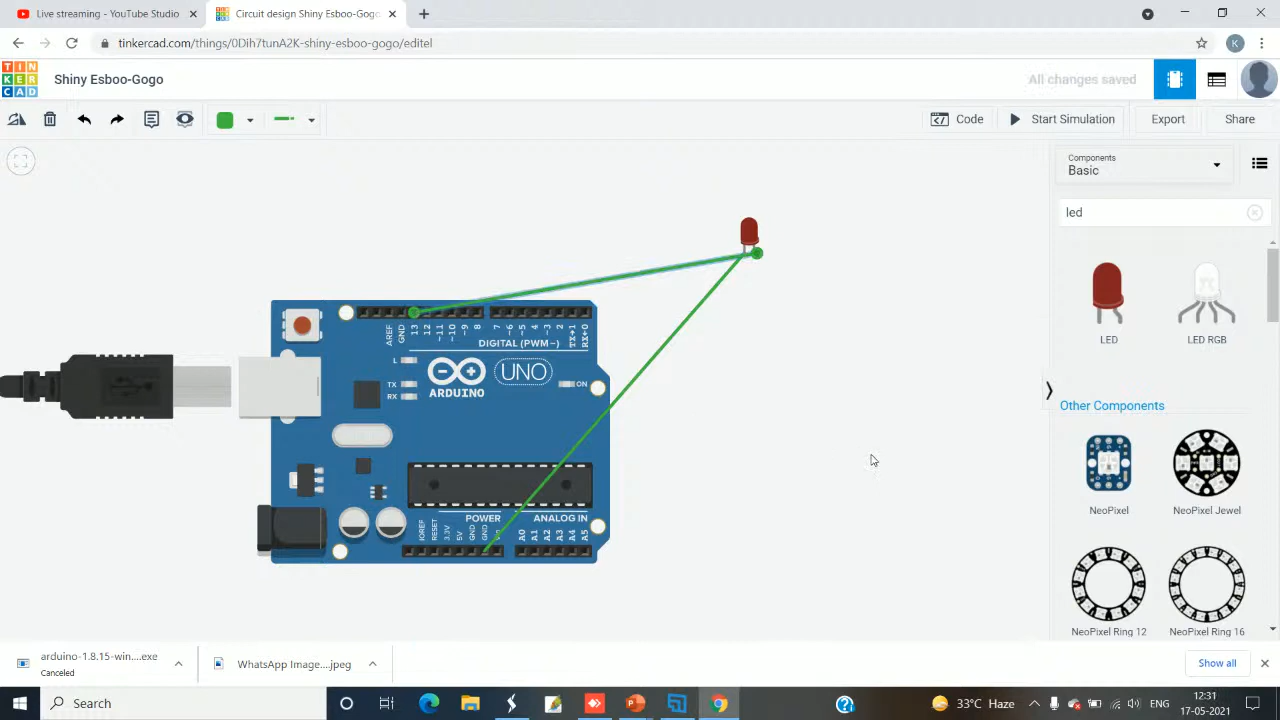 Live streaming - YouTube Studio
Circuit design Shiny Esboo-Gogo
tinkercad.com/things/0Dih7tunA2K-shiny-esboo-gogo/editel
K
TIN
KER
CAD
Shiny Esboo-Gogo
All changes saved
Code
Start Simulation
Export
Share
Components
Basic
led
LED
LED RGB
Other Components
NeoPixel
NeoPixel Jewel
NeoPixel Ring 12
NeoPixel Ring 16
AREF
GND
13
12
~11
~10
~9
8
7
~6
~5
4
~3
2
TX→1
RX←0
DIGITAL (PWM~)
L
TX
RX
ARDUINO
UNO
ON
POWER
ANALOG IN
IOREF
RESET
3.3V
5V
GND
GND
A0
A1
A2
A3
A4
A5
arduino-1.8.15-win....exe
Canceled
WhatsApp Image....jpeg
Show all
Search
33°C Haze
ENG
12:31
17-05-2021